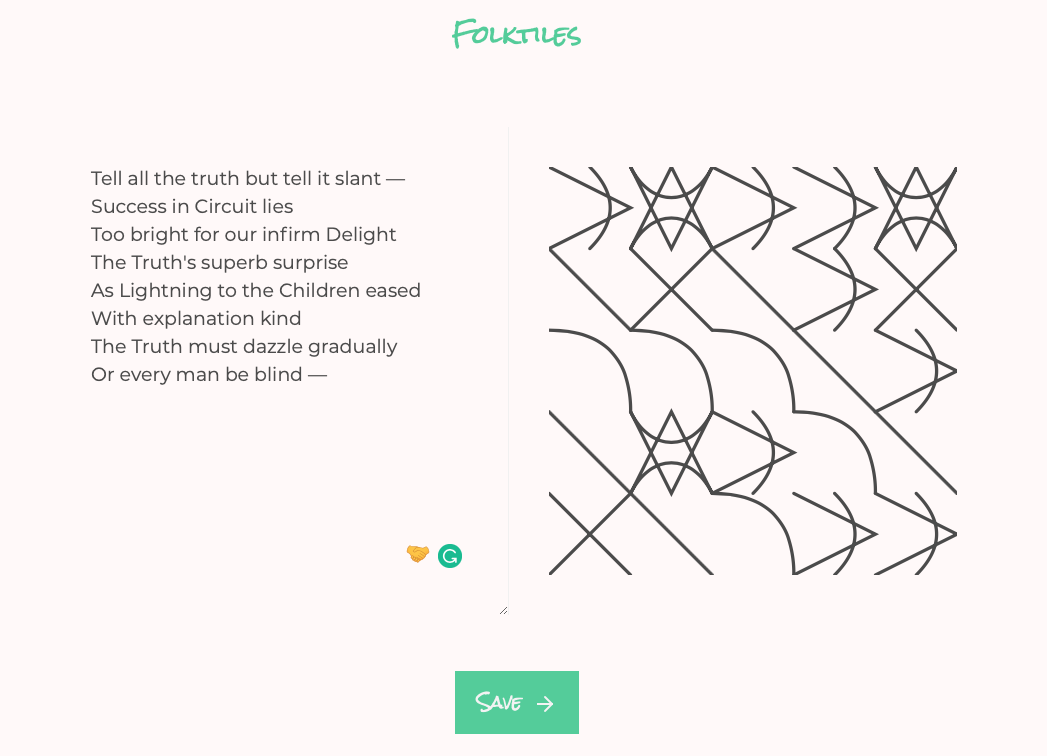 Folktiles
Tell all the truth but tell it slant —
Success in Circuit lies
Too bright for our infirm Delight
The Truth's superb surprise
As Lightning to the Children eased
With explanation kind
The Truth must dazzle gradually
Or every man be blind —
Save →